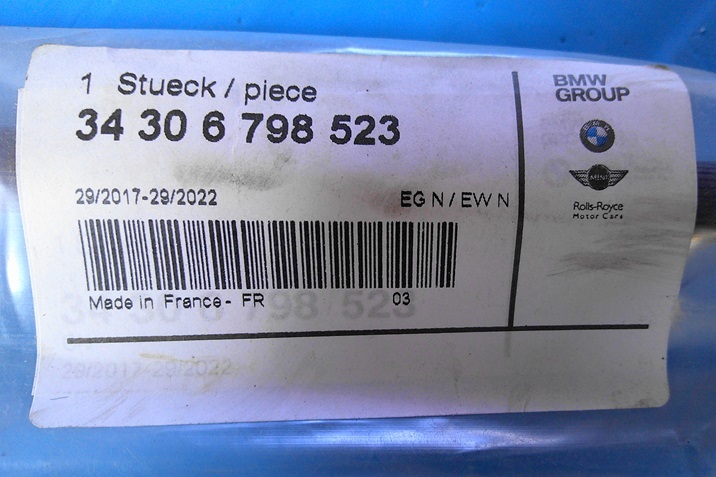 1 Stueck / piece
34 30 6 798 523
29/2017-29/2022 EG N / EW N
Made in France - FR 03
BMW
GROUP
MINI
Rolls-Royce
Motor Cars
34 30 6 798 523
29/2017-29/2022